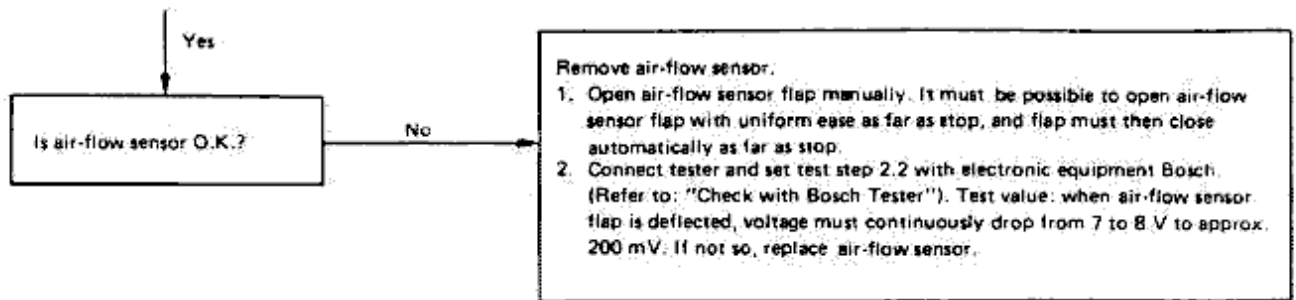 Yes
Is air-flow sensor O.K.?
No
Remove air-flow sensor.
1. Open air-flow sensor flap manually. It must be possible to open air-flow
sensor flap with uniform ease as far as stop, and flap must then close
automatically as far as stop.
2. Connect tester and set test step 2.2 with electronic equipment Bosch.
(Refer to: "Check with Bosch Tester"). Test value: when air-flow sensor
flap is deflected, voltage must continuously drop from 7 to 8 V to approx.
200 mV. If not so, replace air-flow sensor.